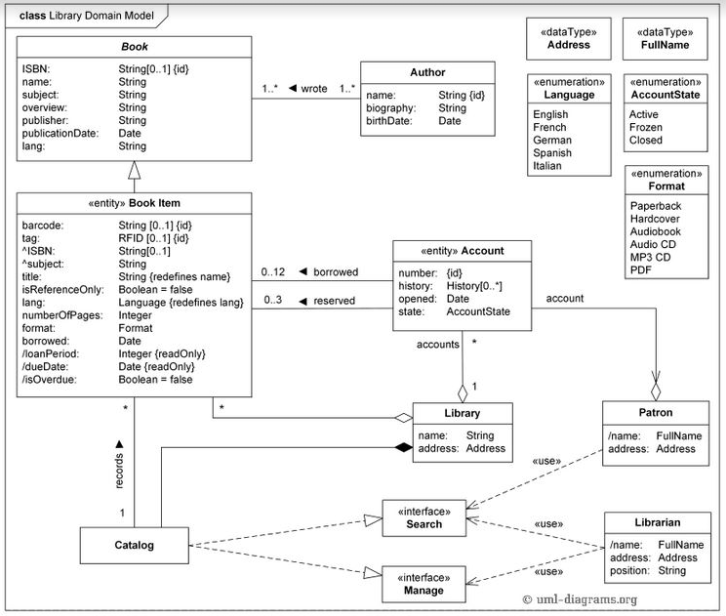 class Library Domain Model
Book
ISBN: String[0..1] {id}
name: String
subject: String
overview: String
publisher: String
publicationDate: Date
lang: String
1..* ◄ wrote 1..*
Author
name: String {id}
biography: String
birthDate: Date
«dataType»
Address
«dataType»
FullName
«enumeration»
Language
English
French
German
Spanish
Italian
«enumeration»
AccountState
Active
Frozen
Closed
«enumeration»
Format
Paperback
Hardcover
Audiobook
Audio CD
MP3 CD
PDF
«entity» Book Item
barcode: String [0..1] {id}
tag: RFID [0..1] {id}
^ISBN: String[0..1]
^subject: String
title: String {redefines name}
isReferenceOnly: Boolean = false
lang: Language {redefines lang}
numberOfPages: Integer
format: Format
borrowed: Date
/loanPeriod: Integer {readOnly}
/dueDate: Date {readOnly}
/isOverdue: Boolean = false
0..12 ◄ borrowed
0..3 ◄ reserved
«entity» Account
number: {id}
history: History[0..*]
opened: Date
state: AccountState
account
accounts *
1
*
*
Library
name: String
address: Address
Patron
/name: FullName
address: Address
records ►
1
Catalog
«interface»
Search
«interface»
Manage
«use»
«use»
«use»
Librarian
/name: FullName
address: Address
position: String
© uml-diagrams.org